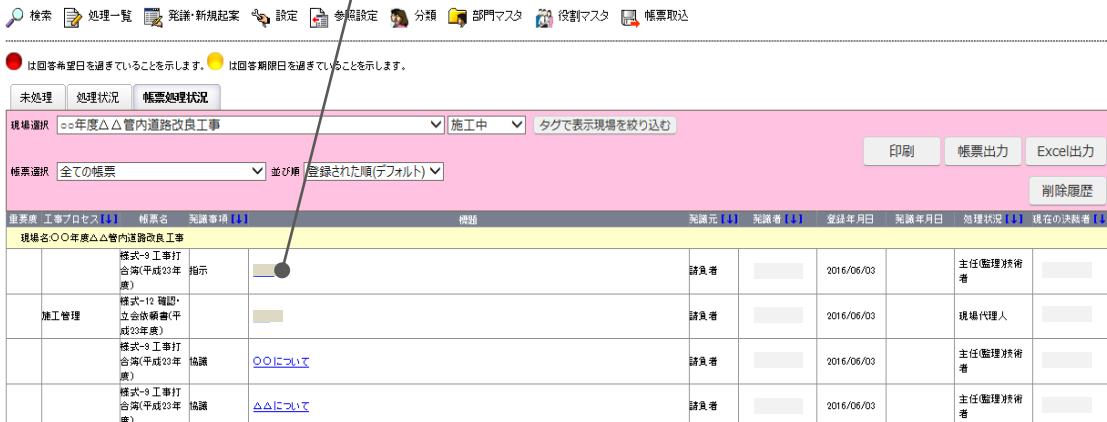 検索 処理一覧 発議・新規起案 設定 参照設定 分類 部門マスタ 役割マスタ 帳票取込
は回答希望日を過ぎていることを示します。 は回答期限日を過ぎていることを示します。
未処理 処理状況 帳票処理状況
現場選択 ○○年度△△管内道路改良工事 施工中 タグで表示現場を絞り込む
印刷 帳票出力 Excel出力
帳票選択 全ての帳票 並び順 登録された順(デフォルト)
削除履歴
重要度 工事プロセス【↓】 帳票名 発議事項【↓】 標題 発議元【↓】 発議者【↓】 登録年月日 発議年月日 処理状況【↓】 現在の決裁者【↓
現場名:〇〇年度△△管内道路改良工事
様式-9 工事打
合簿(平成23年
度)
指示 請負者 2016/06/03 主任(監理)技術
者
様式-12 確認・
立会依頼書(平
成23年度)
施工管理 請負者 2016/06/03 現場代理人
様式-9 工事打
合簿(平成23年
度)
協議 〇〇について 請負者 2016/06/03 主任(監理)技術
者
様式-9 工事打
合簿(平成23年
度)
協議 △△について 請負者 2016/06/03 主任(監理)技術
者